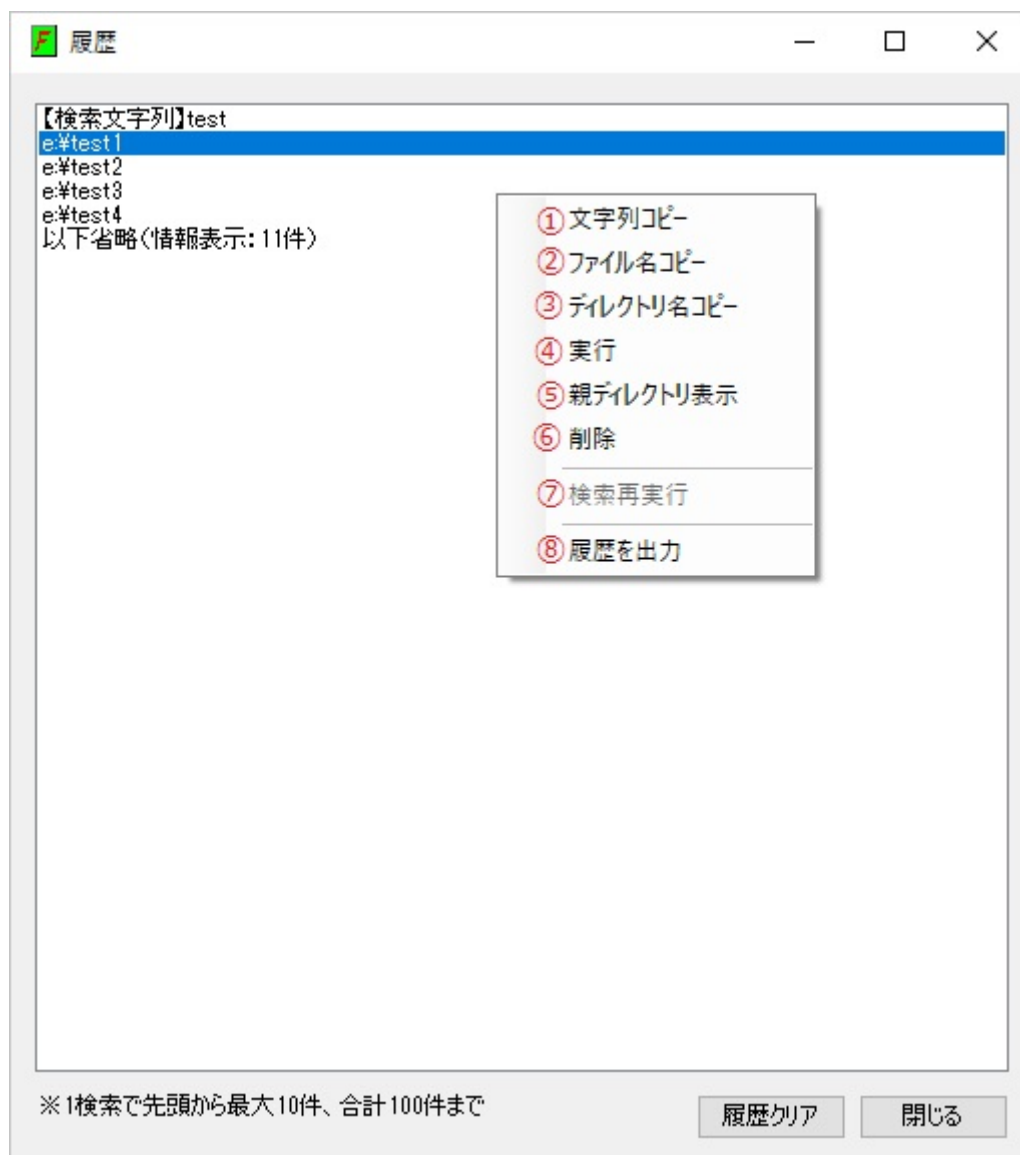 F 履歴
【検索文字列】test
e:¥test1
e:¥test2
e:¥test3
e:¥test4
以下省略(情報表示: 11件)
①文字列コピー
②ファイル名コピー
③ディレクトリ名コピー
④実行
⑤親ディレクトリ表示
⑥削除
⑦検索再実行
⑧履歴を出力
※1検索で先頭から最大10件、合計100件まで
履歴クリア
閉じる